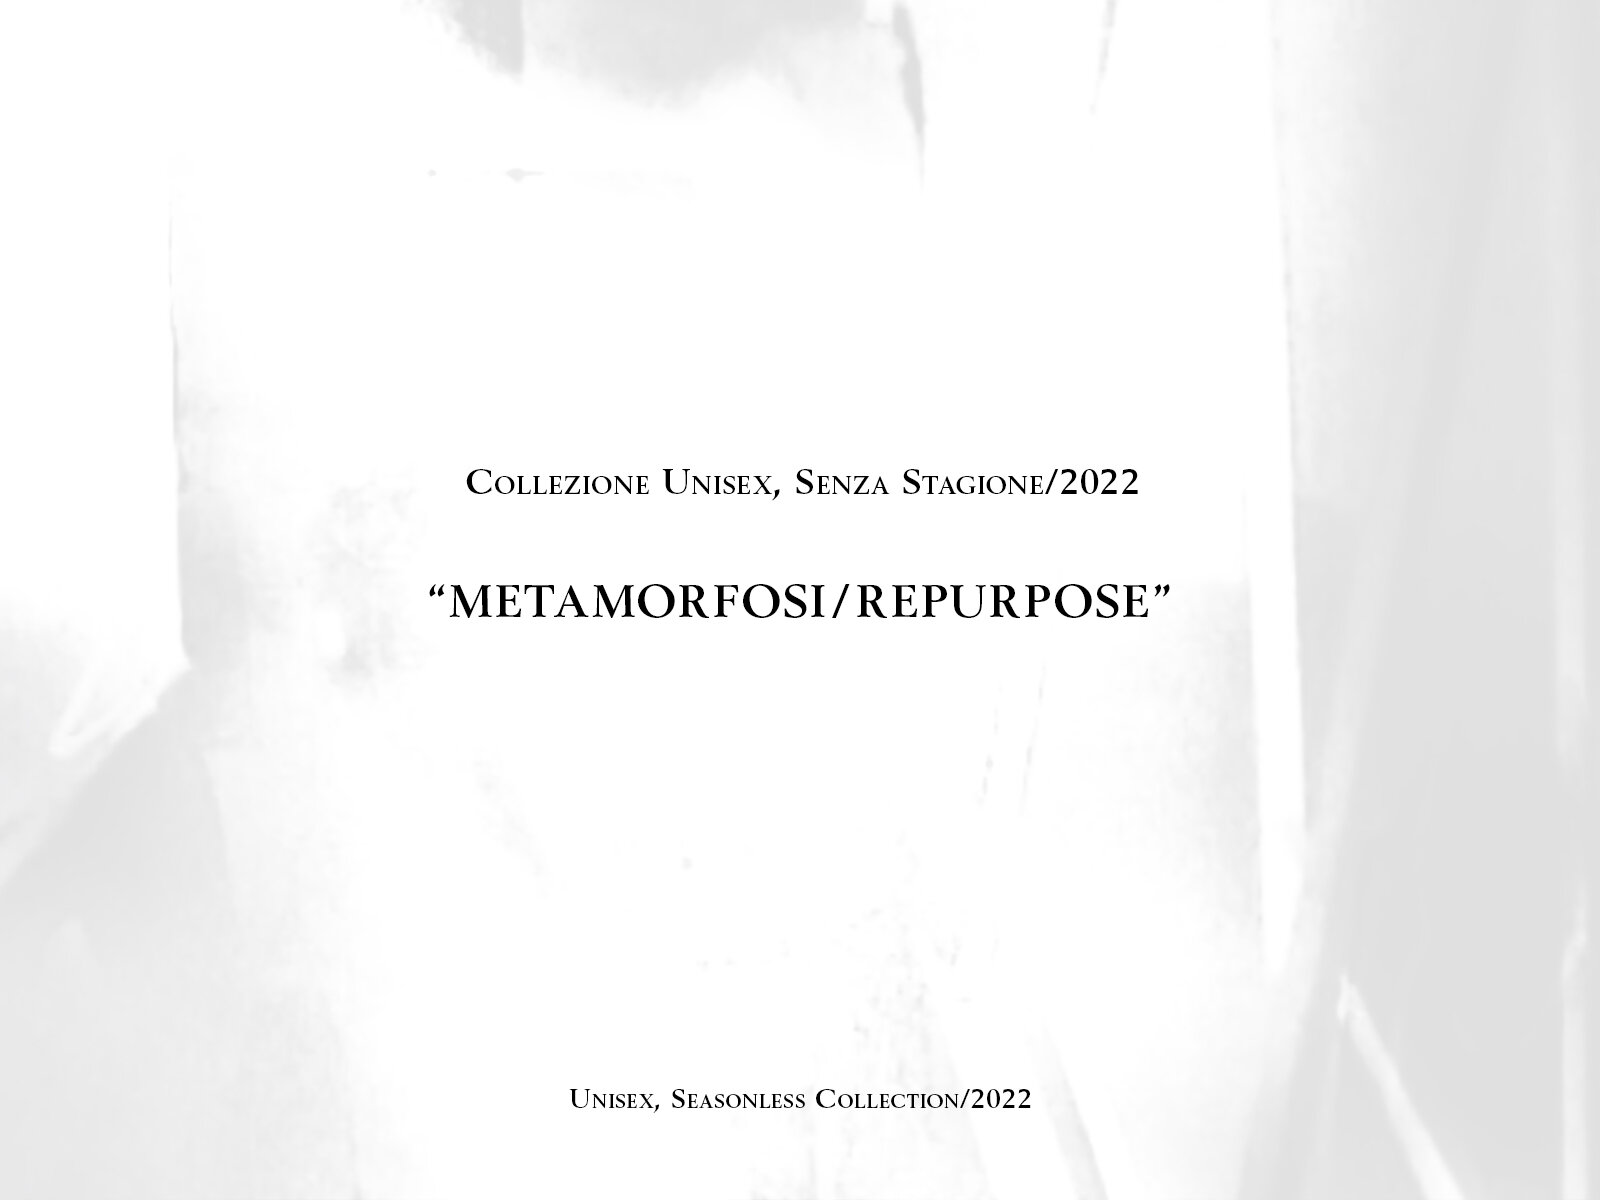 Collezione Unisex, Senza Stagione/2022
“METAMORFOSI/REPURPOSE”
Unisex, Seasonless Collection/2022